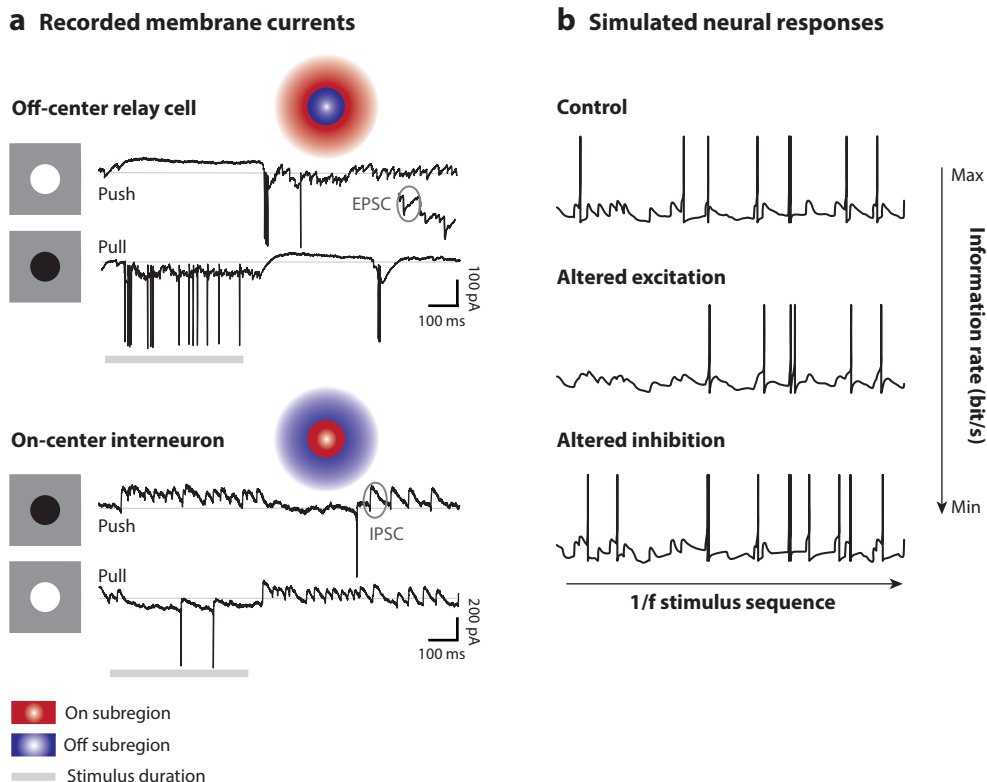 a Recorded membrane currents
Off-center relay cell
Push
EPSC
Pull
100 pA
100 ms
On-center interneuron
Push
IPSC
Pull
200 pA
100 ms
On subregion
Off subregion
Stimulus duration
b Simulated neural responses
Control
Max
Altered excitation
Information rate (bit/s)
Altered inhibition
Min
1/f stimulus sequence